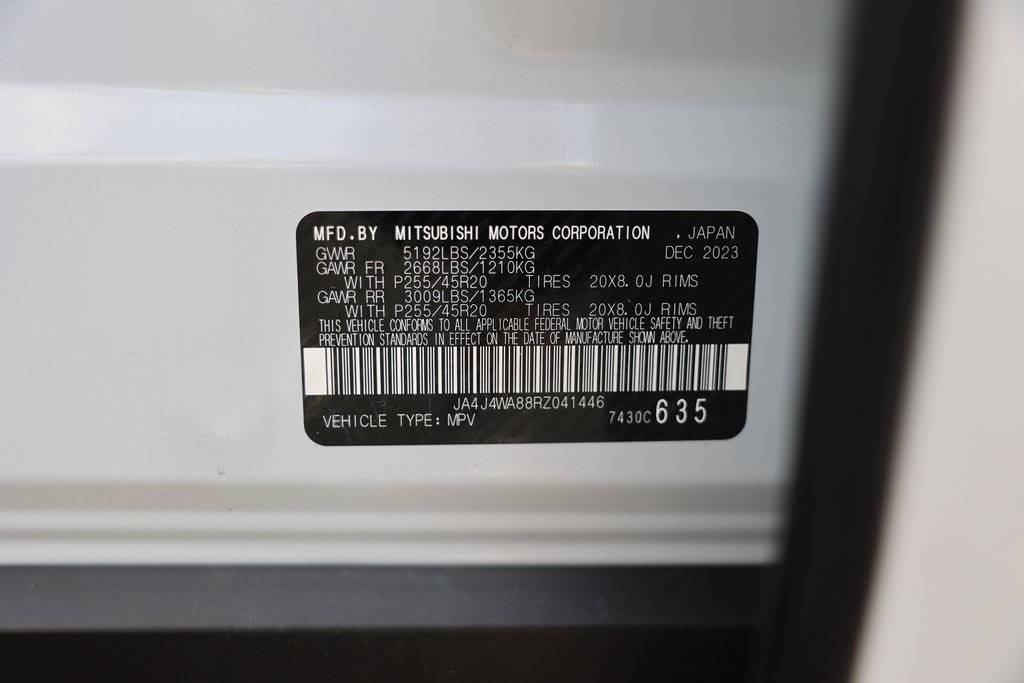 MFD.BY MITSUBISHI MOTORS CORPORATION , JAPAN
GVWR 5192LBS/2355KG DEC 2023
GAWR FR 2668LBS/1210KG
WITH P255/45R20 TIRES 20X8.0J RIMS
GAWR RR 3009LBS/1365KG
WITH P255/45R20 TIRES 20X8.0J RIMS
THIS VEHICLE CONFORMS TO ALL APPLICABLE FEDERAL MOTOR VEHICLE SAFETY AND THEFT
PREVENTION STANDARDS IN EFFECT ON THE DATE OF MANUFACTURE SHOWN ABOVE.
JA4J4WA88RZ041446
VEHICLE TYPE: MPV 7430C 635